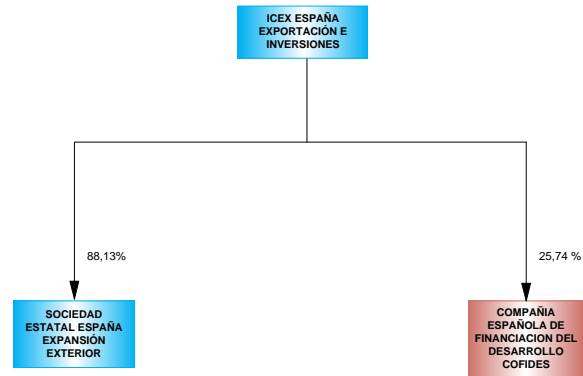 ICEX ESPAÑA
EXPORTACIÓN E
INVERSIONES
88,13%
25,74 %
SOCIEDAD
ESTATAL ESPAÑA
EXPANSIÓN
EXTERIOR
COMPAÑIA
ESPAÑOLA DE
FINANCIACION DEL
DESARROLLO
COFIDES